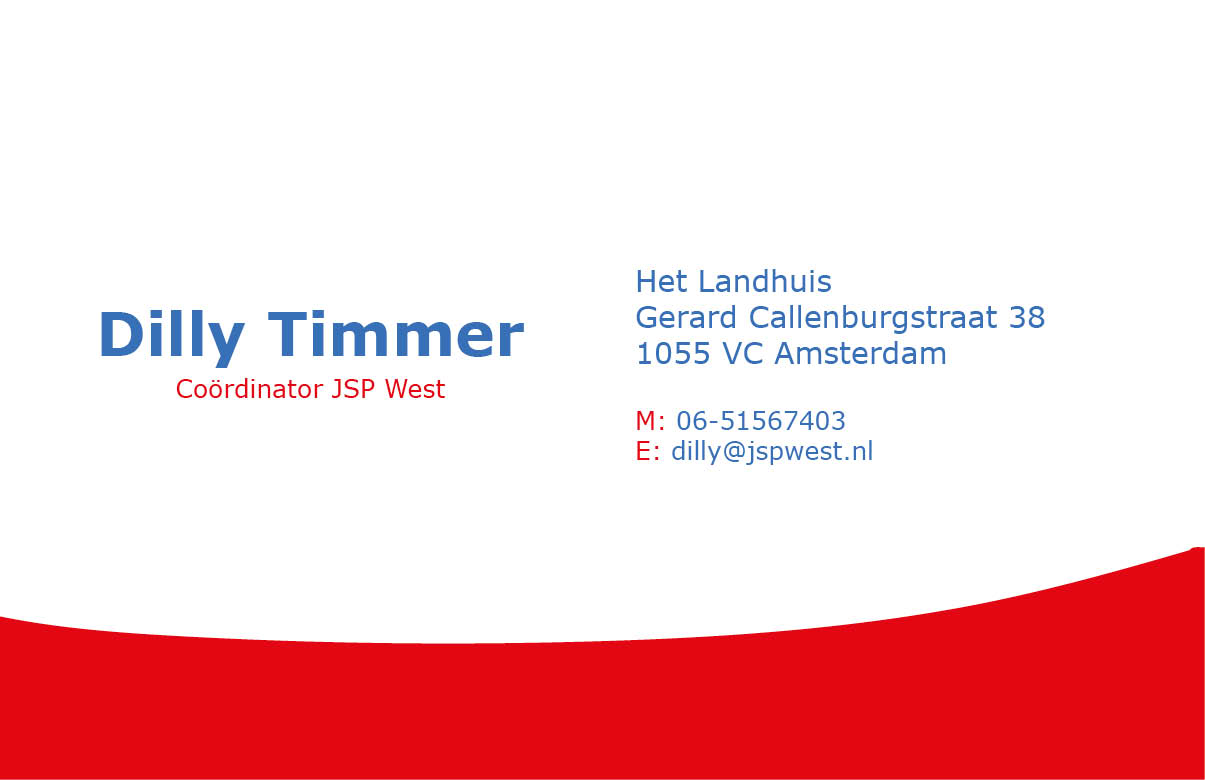 Dilly Timmer
Coördinator JSP West
Het Landhuis
Gerard Callenburgstraat 38
1055 VC Amsterdam
M: 06-51567403
E: dilly@jspwest.nl